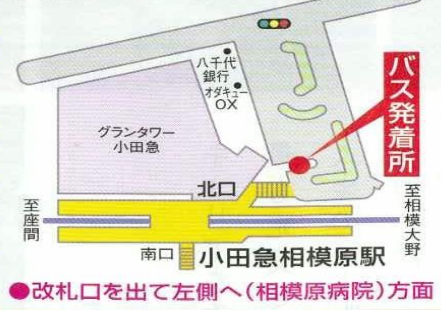 八千代
銀行
オダキュー
OX
バス発着所
グランタワー
小田急
北口
至座間
至相模大野
南口
小田急相模原駅
●改札口を出て左側へ(相模原病院)方面